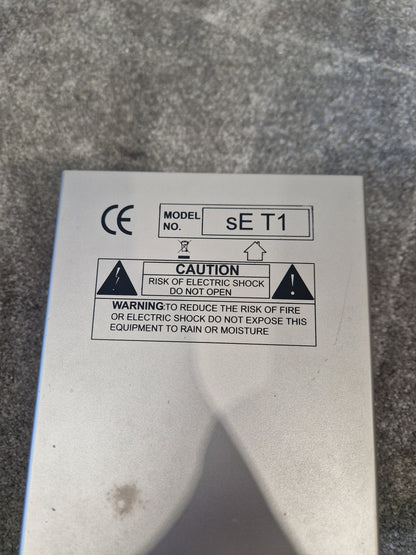 CE
MODEL NO. sE T1
CAUTION
RISK OF ELECTRIC SHOCK
DO NOT OPEN
WARNING:TO REDUCE THE RISK OF FIRE
OR ELECTRIC SHOCK DO NOT EXPOSE THIS
EQUIPMENT TO RAIN OR MOISTURE